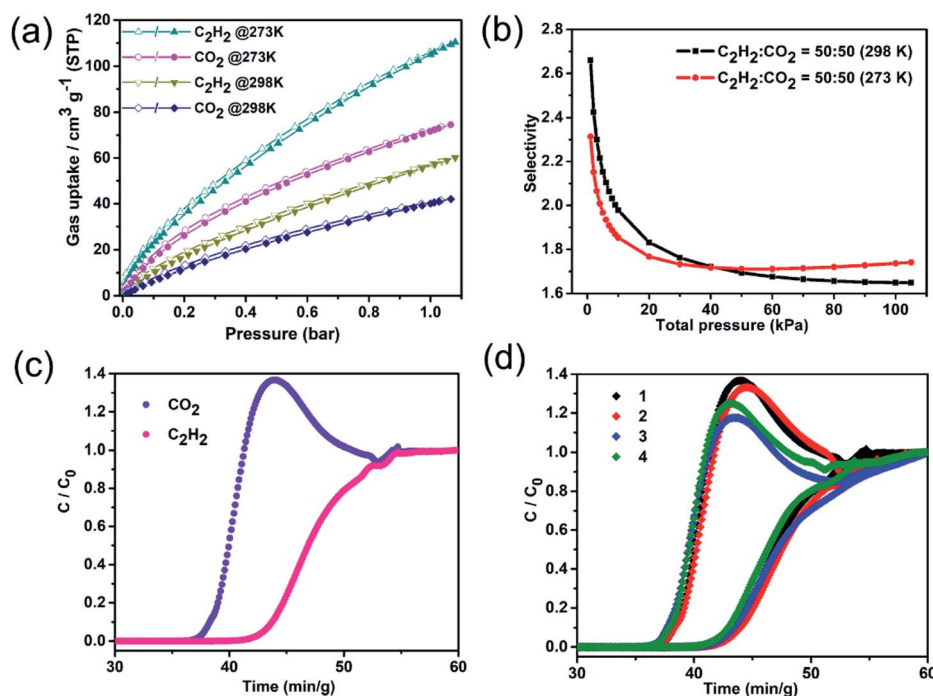 (a)
Gas uptake / cm³ g⁻¹ (STP)
120
100
80
60
40
20
0
C₂H₂ @273K
CO₂ @273K
C₂H₂ @298K
CO₂ @298K
0.0 0.2 0.4 0.6 0.8 1.0
Pressure (bar)
(b)
Selectivity
2.8
2.6
2.4
2.2
2.0
1.8
1.6
C₂H₂:CO₂ = 50:50 (298 K)
C₂H₂:CO₂ = 50:50 (273 K)
0 20 40 60 80 100
Total pressure (kPa)
(c)
C / C₀
1.4
1.2
1.0
0.8
0.6
0.4
0.2
0.0
CO₂
C₂H₂
30 40 50 60
Time (min/g)
(d)
C / C₀
1.4
1.2
1.0
0.8
0.6
0.4
0.2
0.0
1
2
3
4
30 40 50 60
Time (min/g)